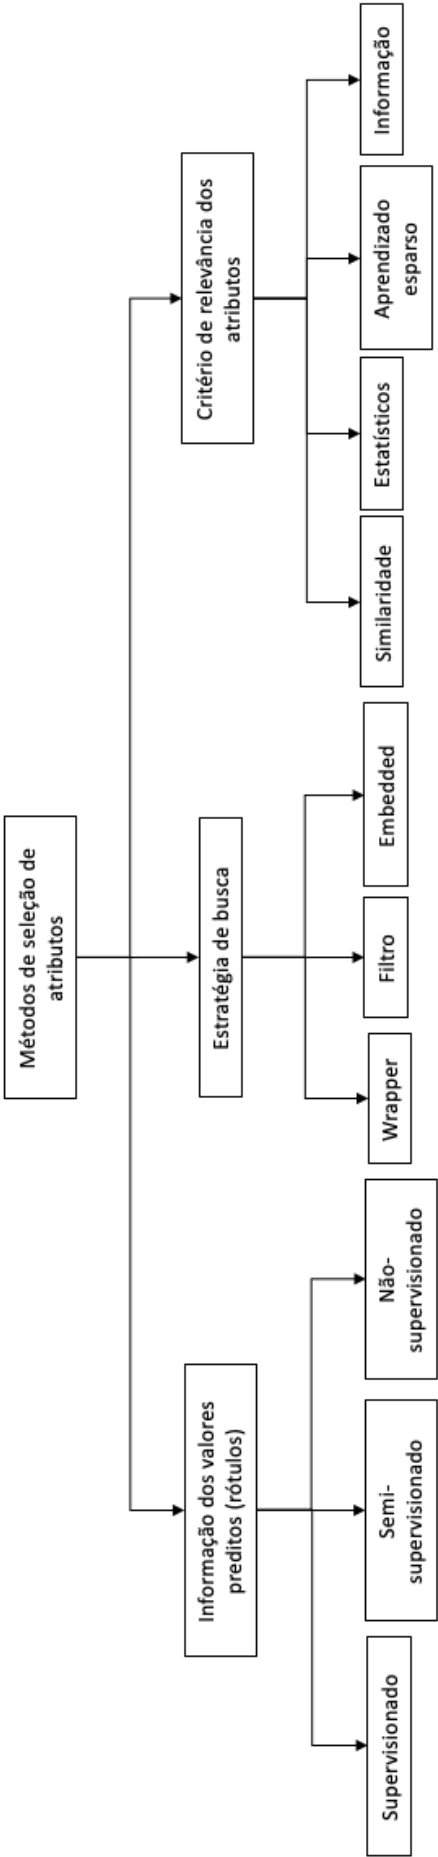 Métodos de seleção de
atributos
Informação dos valores
preditos (rótulos)
Estratégia de busca
Critério de relevância dos
atributos
Supervisionado
Semi-
supervisionado
Não-
supervisionado
Wrapper
Filtro
Embedded
Similaridade
Estatísticos
Aprendizado
esparso
Informação